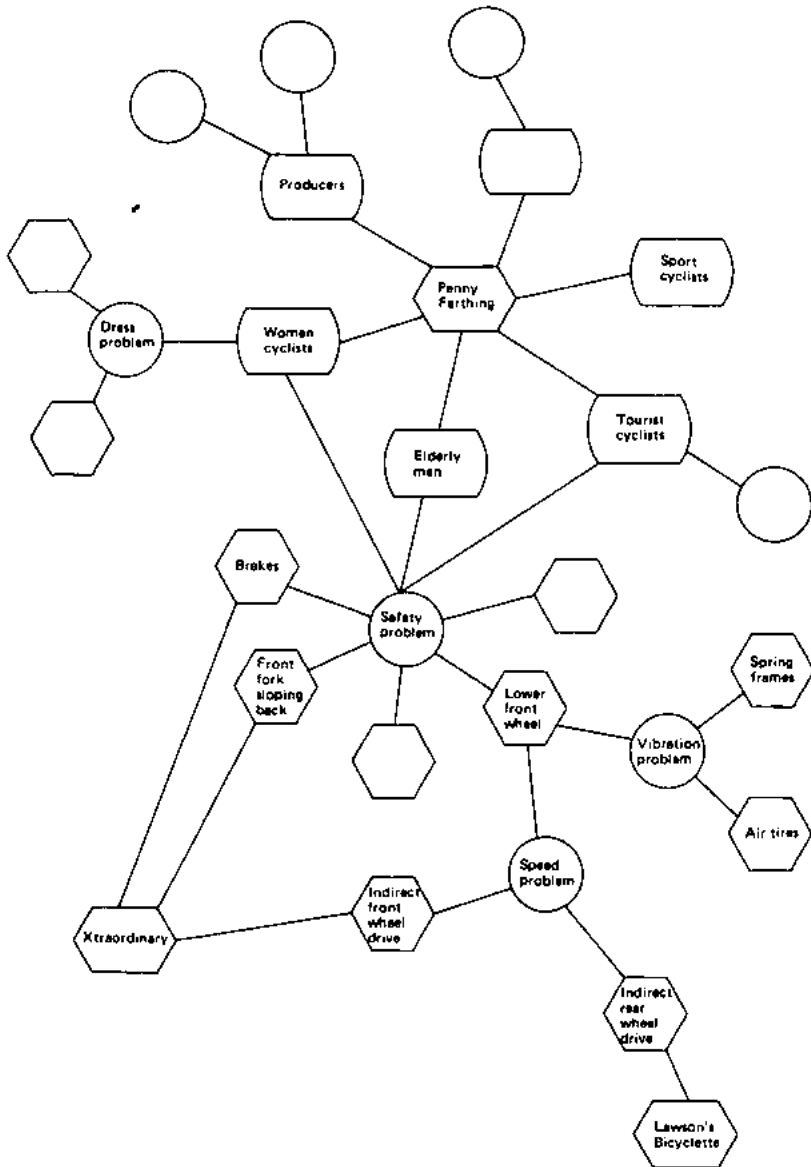 Producers
Sport
cyclists
Penny
Farthing
Dress
problem
Women
cyclists
Tourist
cyclists
Elderly
men
Brakes
Safety
problem
Front
fork
sloping
back
Lower
front
wheel
Spring
frames
Vibration
problem
Air tires
Speed
problem
Indirect
front
wheel
drive
Xtraordinary
Indirect
rear
wheel
drive
Lawson's
Bicyclette